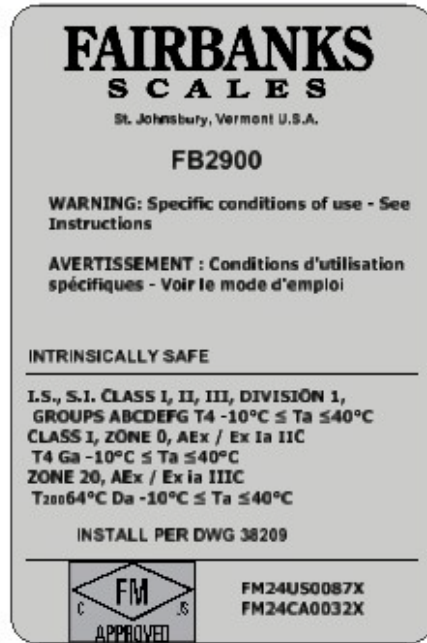 FAIRBANKS
SCALES
St. Johnsbury, Vermont U.S.A.
FB2900
WARNING: Specific conditions of use - See
Instructions
AVERTISSEMENT : Conditions d'utilisation
spécifiques - Voir le mode d'emploi
INTRINSICALLY SAFE
I.S., S.I. CLASS I, II, III, DIVISION 1,
GROUPS ABCDEFG T4 -10°C ≤ Ta ≤40°C
CLASS I, ZONE 0, AEx / Ex Ia IIC
T4 Ga -10°C ≤ Ta ≤40°C
ZONE 20, AEx / Ex ia IIIC
T20064°C Da -10°C ≤ Ta ≤40°C
INSTALL PER DWG 38209
FM
C US
APPROVED
FM24US0087X
FM24CA0032X